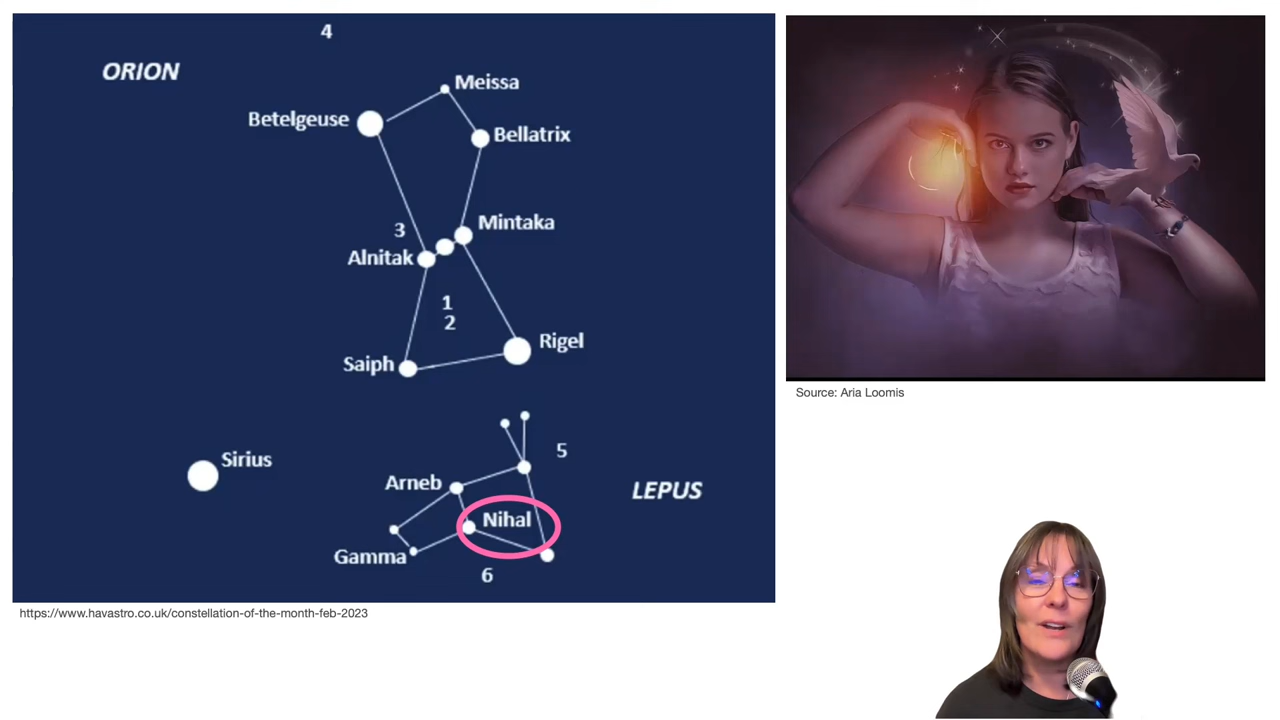 4
ORION
Meissa
Betelgeuse
Bellatrix
3
Mintaka
Alnitak
1
2
Rigel
Saiph
5
Sirius
Arneb
LEPUS
Nihal
Gamma
6
https://www.havastro.co.uk/constellation-of-the-month-feb-2023
Source: Aria Loomis